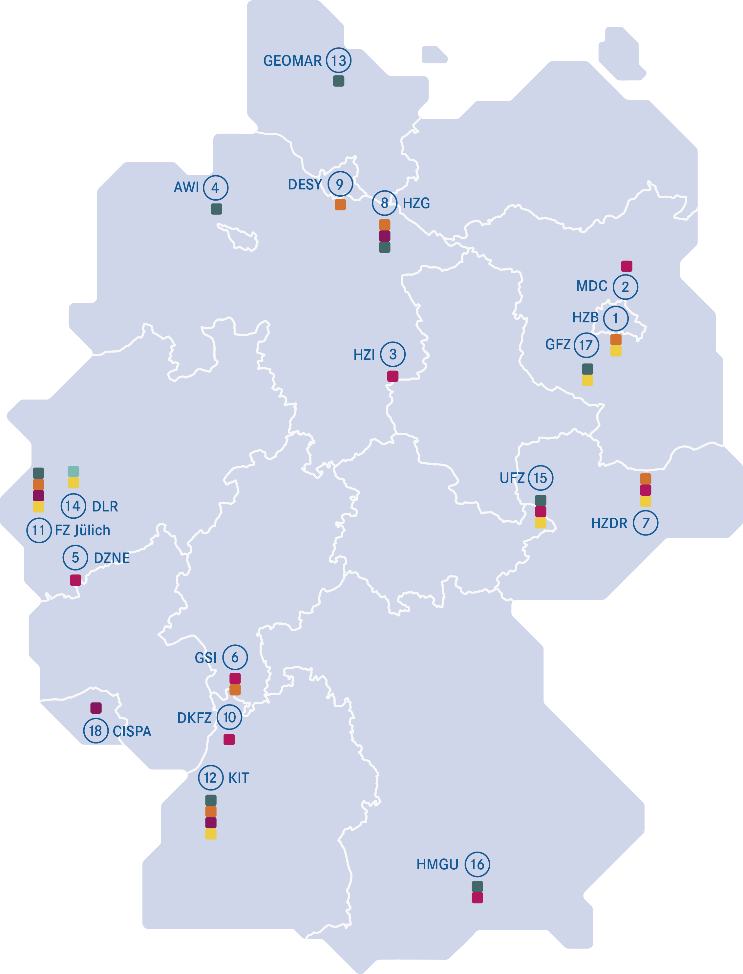 GEOMAR 13
AWI 4
DESY 9
8 HZG
MDC 2
HZB 1
GFZ 17
HZI 3
UFZ 15
14 DLR
HZDR 7
11 FZ Jülich
5 DZNE
GSI 6
DKFZ 10
18 CISPA
12 KIT
HMGU 16